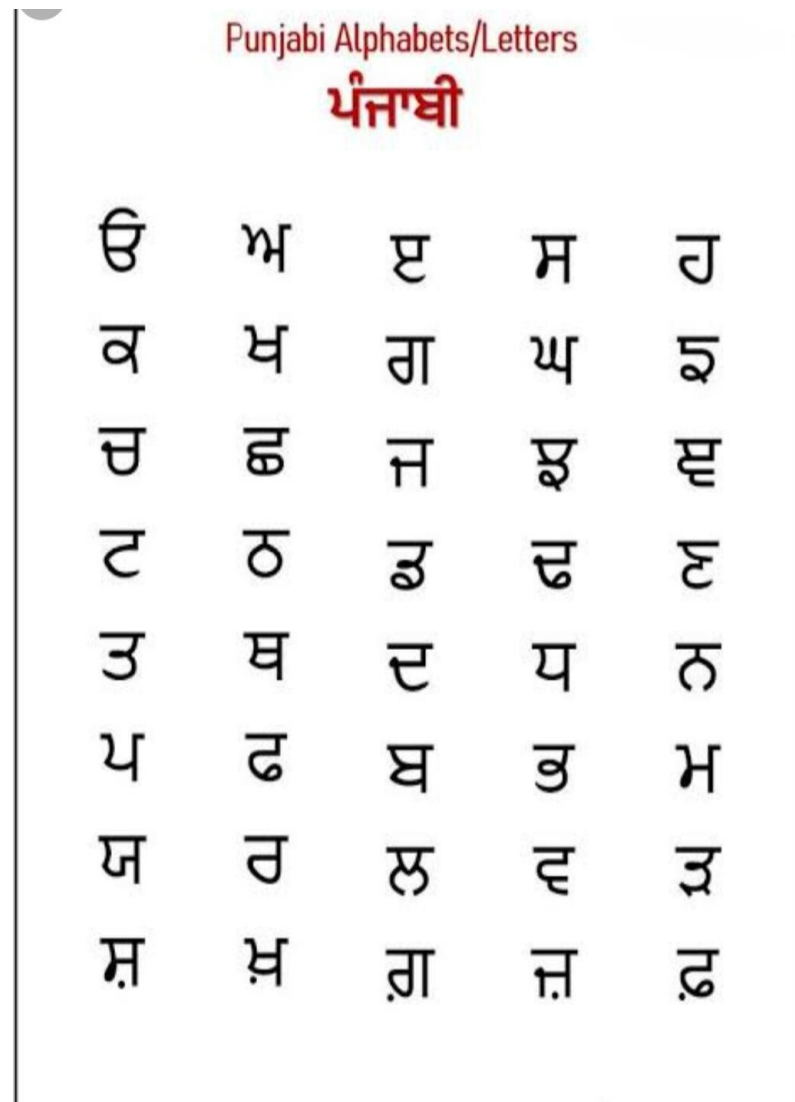 Punjabi Alphabets/Letters
ਪੰਜਾਬੀ
ੳ ਅ ੲ ਸ ਹ
ਕ ਖ ਗ ਘ ਙ
ਚ ਛ ਜ ਝ ਞ
ਟ ਠ ਡ ਢ ਣ
ਤ ਥ ਦ ਧ ਨ
ਪ ਫ ਬ ਭ ਮ
ਯ ਰ ਲ ਵ ੜ
ਸ਼ ਖ਼ ਗ਼ ਜ਼ ਫ਼